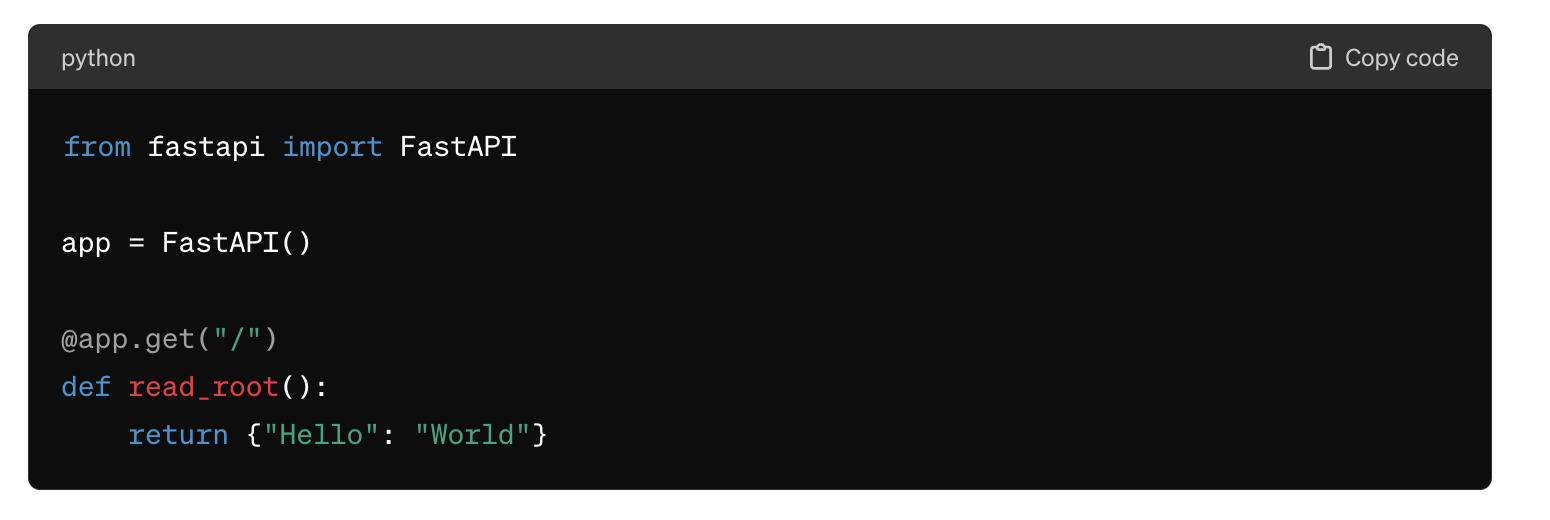 python
Copy code
from fastapi import FastAPI
app = FastAPI()
@app.get("/")
def read_root():
    return {"Hello": "World"}